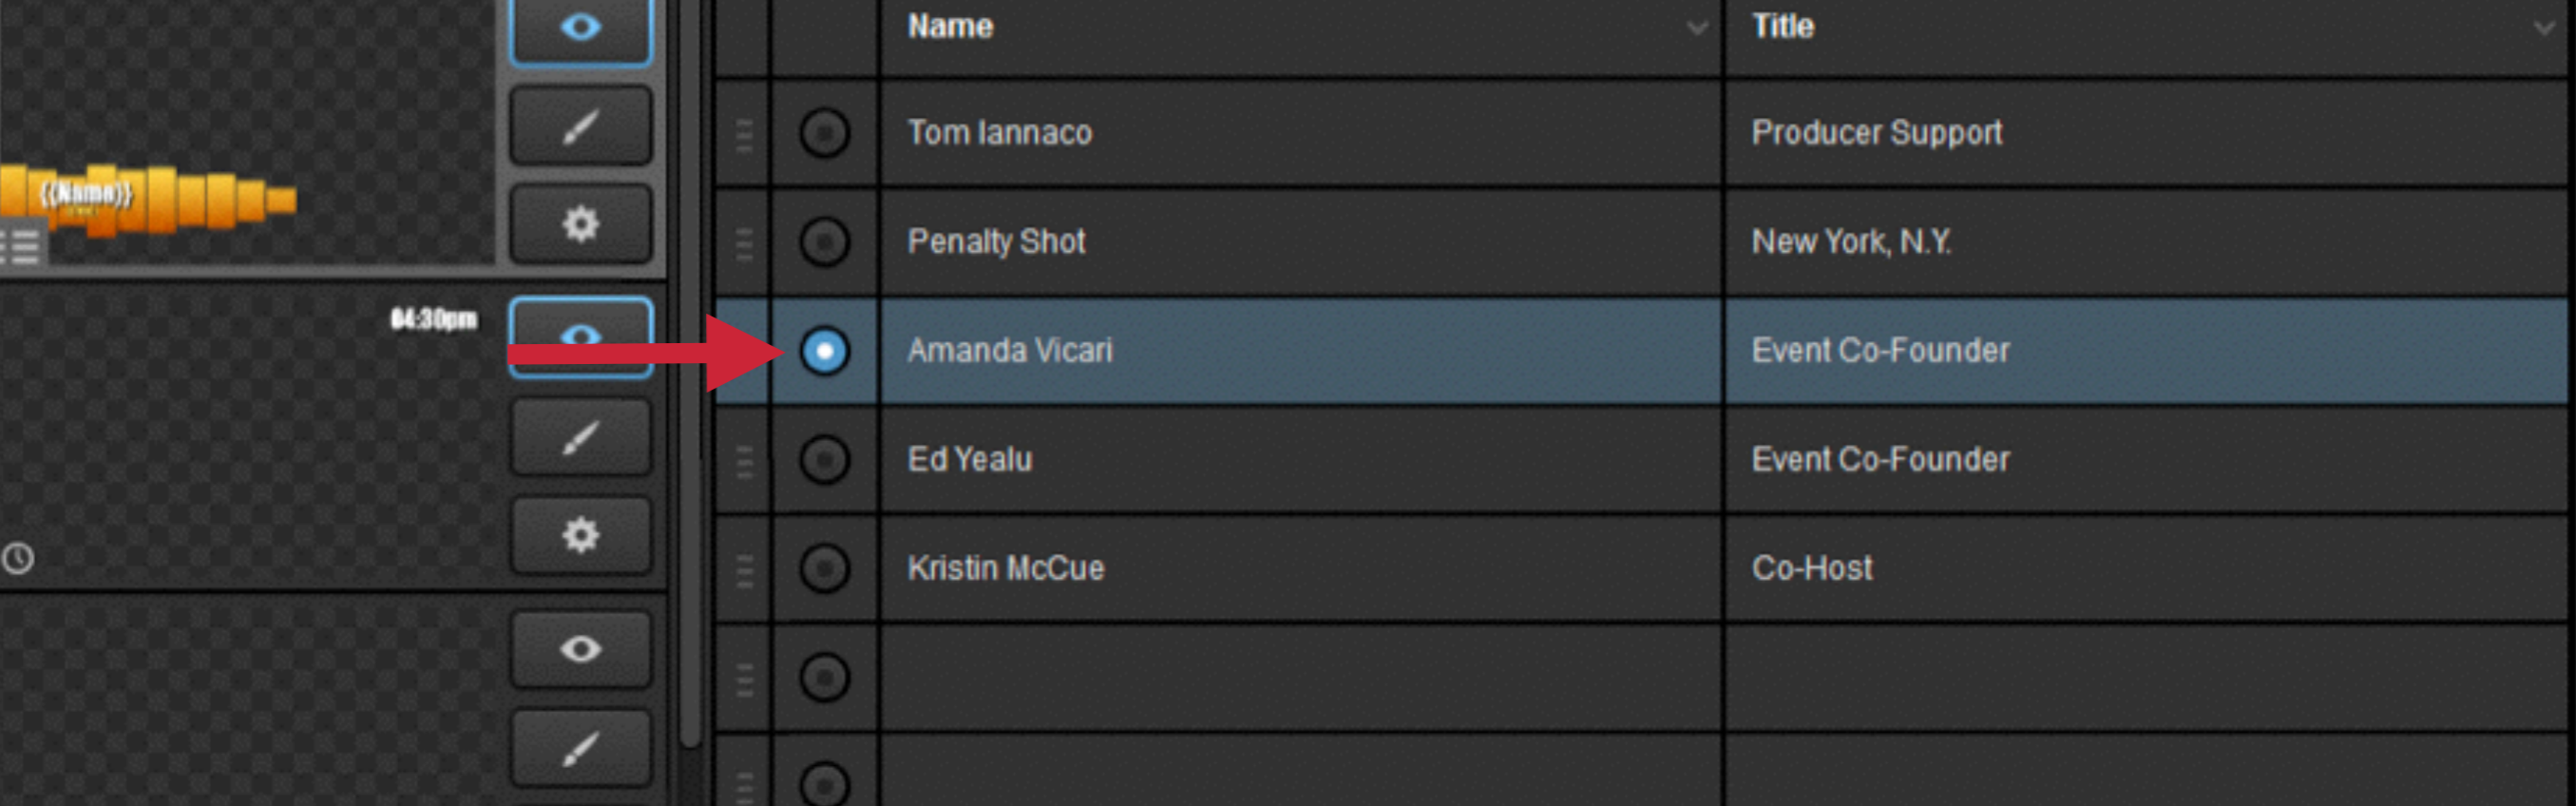 Name Title
Tom Iannaco Producer Support
{{Name}}
Penalty Shot New York, N.Y.
04:30pm
Amanda Vicari Event Co-Founder
Ed Yealu Event Co-Founder
Kristin McCue Co-Host